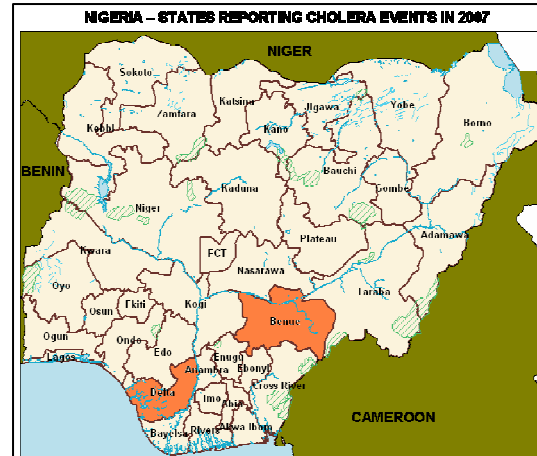 NIGERIA – STATES REPORTING CHOLERA EVENTS IN 2007
NIGER
Sokoto
Katsina
Jigawa
Yobe
Zamfara
Kano
Borno
Kebbi
BENIN
Bauchi
Kaduna
Gombe
Niger
Plateau
Adamawa
Kwara
FCT
Nasarawa
Oyo
Taraba
Kogi
Osun
Ekiti
Benue
Ogun
Ondo
Edo
Lagos
Enugu
Anambra
Ebonyi
Delta
Cross River
Imo
Abia
CAMEROON
Bayelsa
Rivers
Akwa Ibom